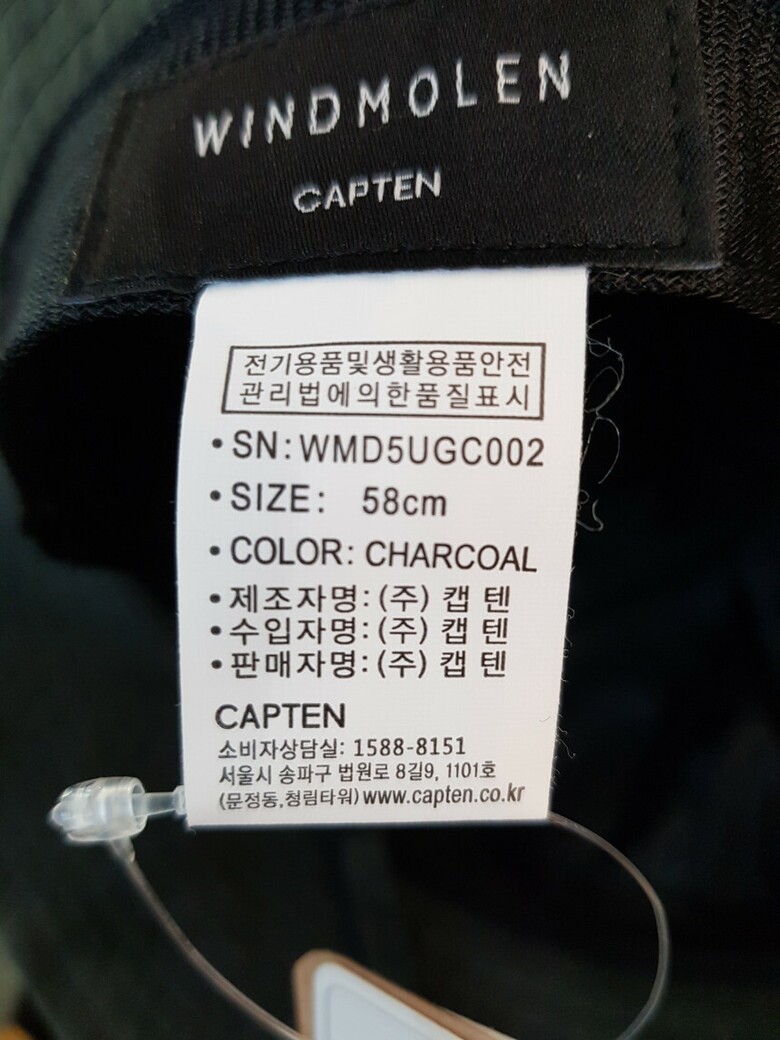 WINDMOLEN
CAPTEN
전기용품및생활용품안전
관리법에의한품질표시
• SN: WMD5UGC002
• SIZE: 58cm
• COLOR: CHARCOAL
• 제조자명: (주) 캡텐
• 수입자명: (주) 캡텐
• 판매자명: (주) 캡텐
CAPTEN
소비자상담실: 1588-8151
서울시 송파구 법원로 8길9, 1101호
(문정동,청림타워) www.capten.co.kr